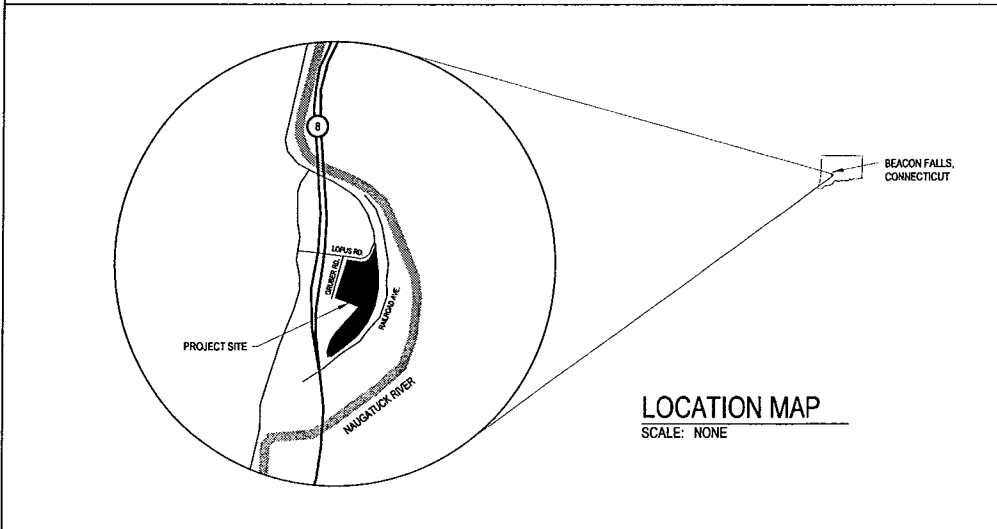 8
LOPUS RD.
GRUBER RD.
RAILROAD AVE.
PROJECT SITE
NAUGATUCK RIVER
BEACON FALLS,
CONNECTICUT
LOCATION MAP
SCALE: NONE